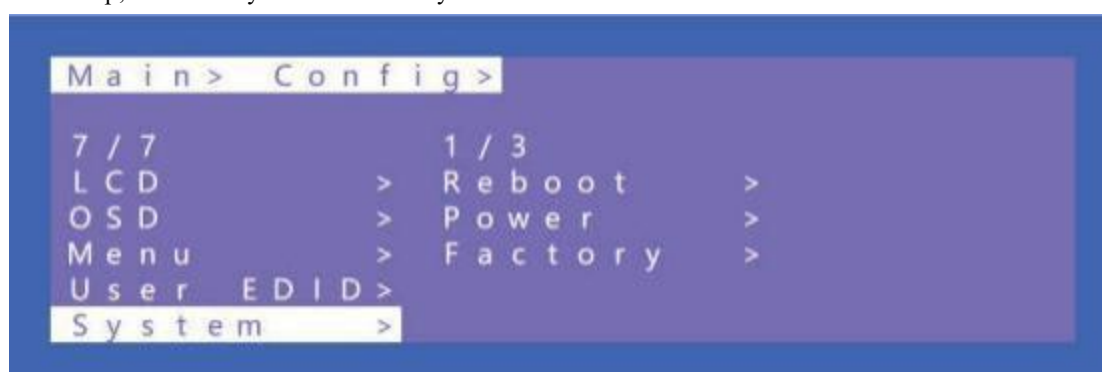 Main> Config>
7/7 1/3
LCD > Reboot >
OSD > Power >
Menu > Factory >
User EDID>
System >